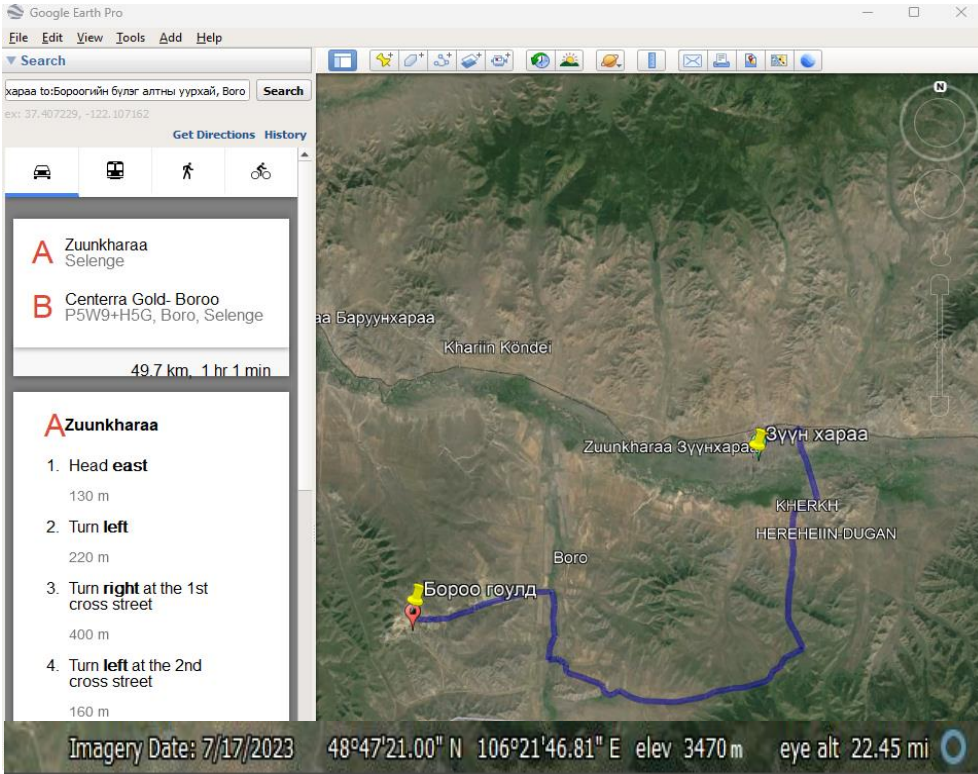 Google Earth Pro
File Edit View Tools Add Help
Search
хараа to:Бороогийн бүлэг алтны уурхай, Boro
Search
ex: 37.407229, -122.107162
Get Directions History
A Zuunkharaa
Selenge
B Centerra Gold- Boroo
P5W9+H5G, Boro, Selenge
49.7 km, 1 hr 1 min
A Zuunkharaa
1. Head east
130 m
2. Turn left
220 m
3. Turn right at the 1st
cross street
400 m
4. Turn left at the 2nd
cross street
160 m
N
аа Баруунхараа
Khariin Köndei
Зүүн хараа
Zuunkharaa Зүүнхараа
KHERKH
HEREHEIIN-DUGAN
Boro
Бороо гоулд
Imagery Date: 7/17/2023 48°47'21.00" N 106°21'46.81" E elev 3470 m eye alt 22.45 mi